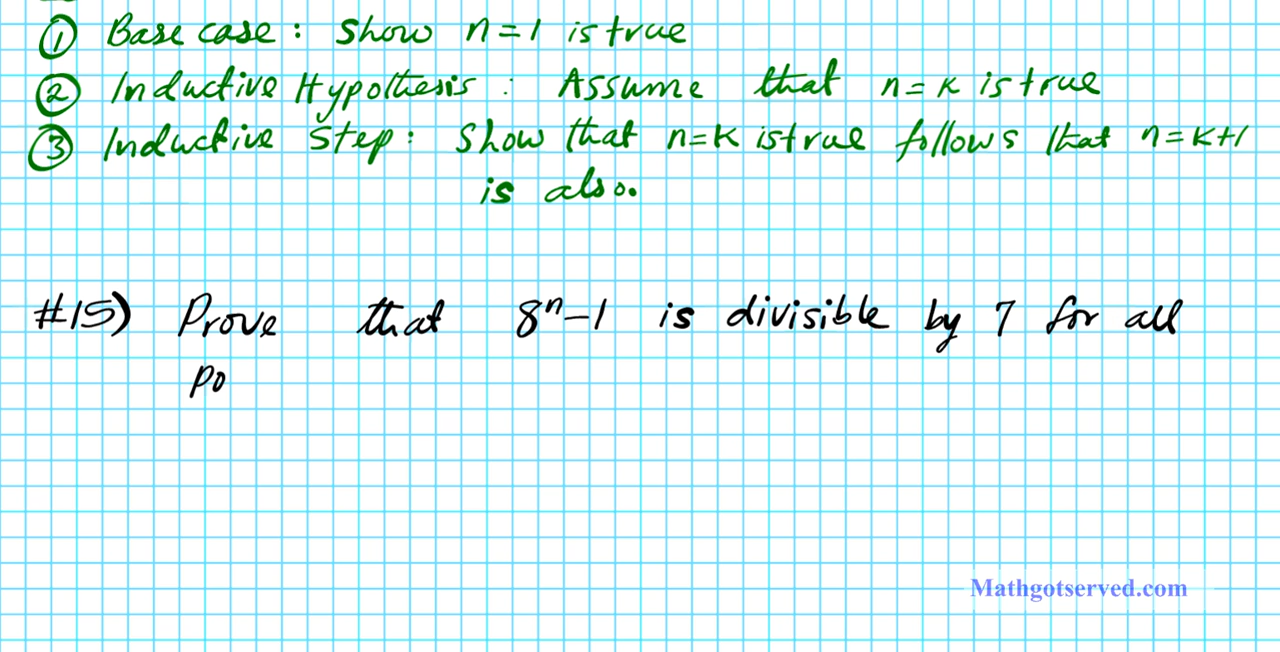 ① Base case: Show n=1 is true
② Inductive Hypothesis: Assume that n=k is true
③ Inductive Step: Show that n=k is true follows that n=k+1
is also.
#15) Prove that 8ⁿ-1 is divisible by 7 for all
po
Mathgotserved.com